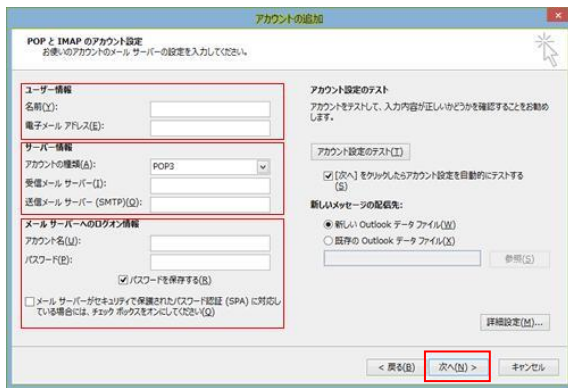 アカウントの追加
POP と IMAP のアカウント設定
お使いのアカウントのメール サーバーの設定を入力してください。
ユーザー情報
名前(Y):
電子メール アドレス(E):
サーバー情報
アカウントの種類(A):
POP3
受信メール サーバー(I):
送信メール サーバー (SMTP)(O):
メール サーバーへのログオン情報
アカウント名(U):
パスワード(P):
パスワードを保存する(R)
メール サーバーがセキュリティで保護されたパスワード認証 (SPA) に対応し
ている場合には、チェック ボックスをオンにしてください(Q)
アカウント設定のテスト
アカウントをテストして、入力内容が正しいかどうかを確認することをお勧め
します。
アカウント設定のテスト(T)
[次へ] をクリックしたらアカウント設定を自動的にテストする
(S)
新しいメッセージの配信先:
新しい Outlook データ ファイル(W)
既存の Outlook データ ファイル(X)
参照(S)
詳細設定(M)...
< 戻る(B)
次へ(N) >
キャンセル